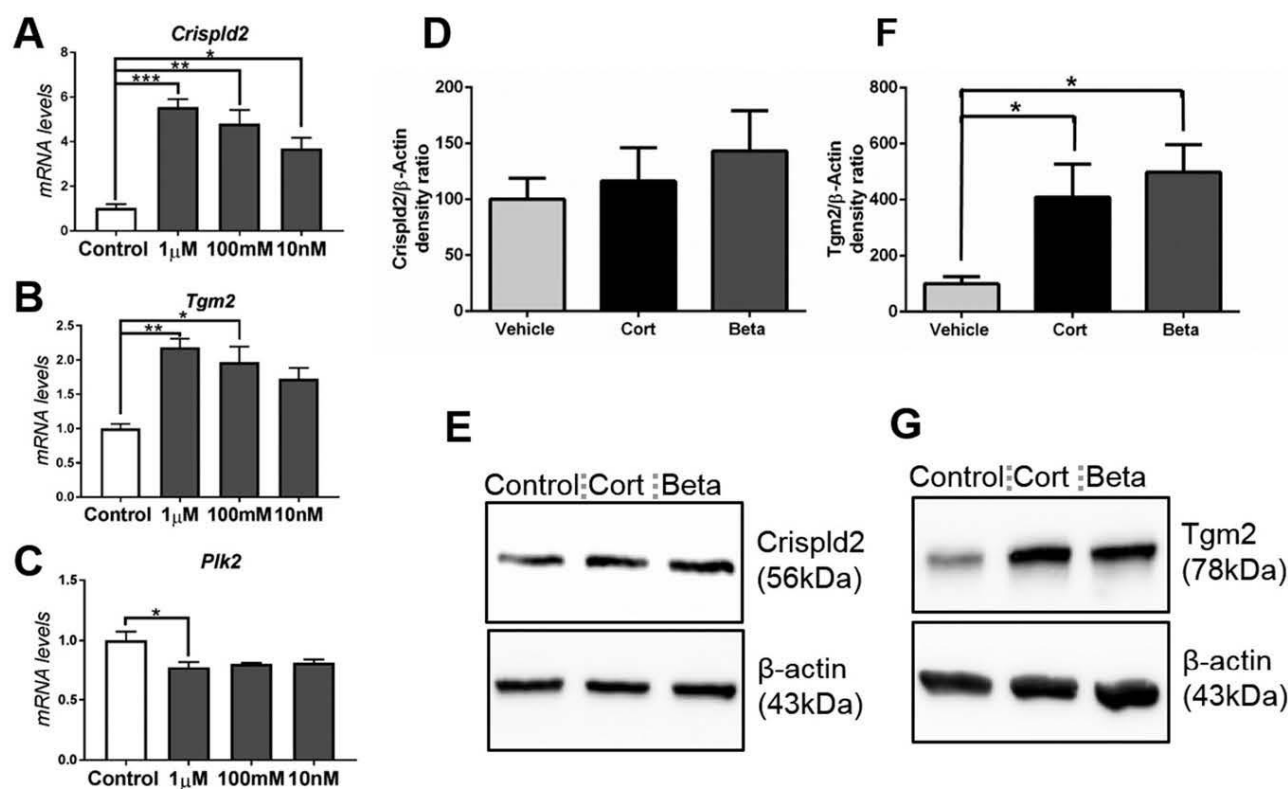 A
Crispld2
*
**
***
mRNA levels
8
6
4
2
0
Control 1μM 100mM 10nM
B
Tgm2
*
**
mRNA levels
2.5
2.0
1.5
1.0
0.5
0.0
Control 1μM 100mM 10nM
C
Plk2
*
mRNA levels
1.5
1.0
0.5
0.0
Control 1μM 100mM 10nM
D
Crispld2/β-Actin
density ratio
200
150
100
50
0
Vehicle Cort Beta
F
*
*
Tgm2/β-Actin
density ratio
800
600
400
200
0
Vehicle Cort Beta
E
Control Cort Beta
Crispld2
(56kDa)
β-actin
(43kDa)
G
Control Cort Beta
Tgm2
(78kDa)
β-actin
(43kDa)